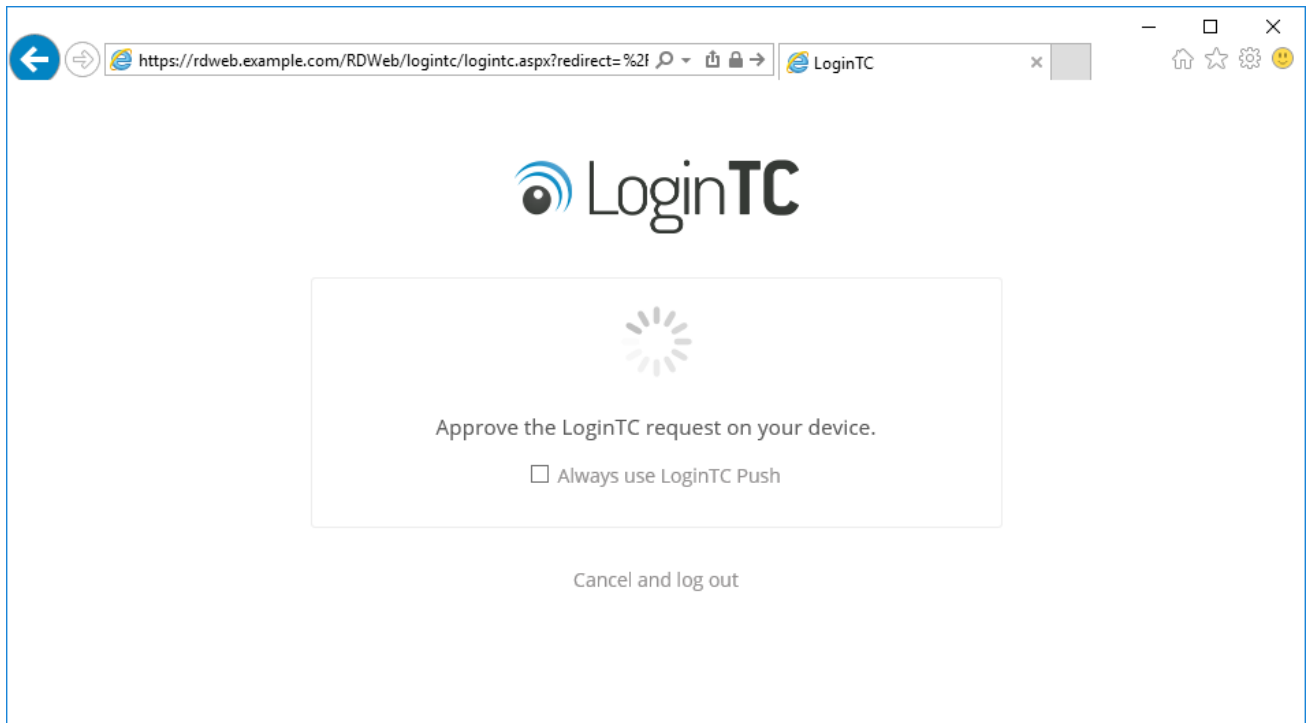 https://rdweb.example.com/RDWeb/logintc/logintc.aspx?redirect=%2F
LoginTC
LoginTC
Approve the LoginTC request on your device.
Always use LoginTC Push
Cancel and log out